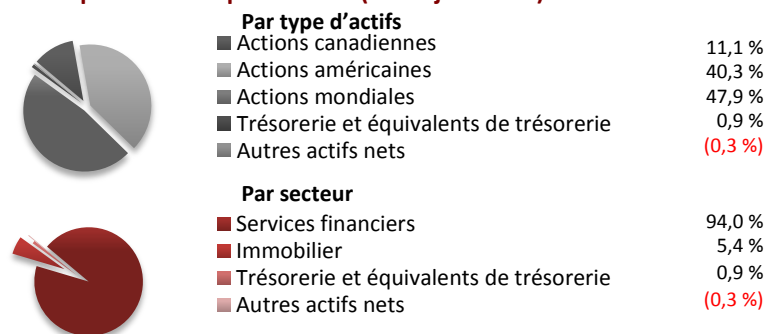 Par type d’actifs
Actions canadiennes 11,1 %
Actions américaines 40,3 %
Actions mondiales 47,9 %
Trésorerie et équivalents de trésorerie 0,9 %
Autres actifs nets (0,3 %)
Par secteur
Services financiers 94,0 %
Immobilier 5,4 %
Trésorerie et équivalents de trésorerie 0,9 %
Autres actifs nets (0,3 %)